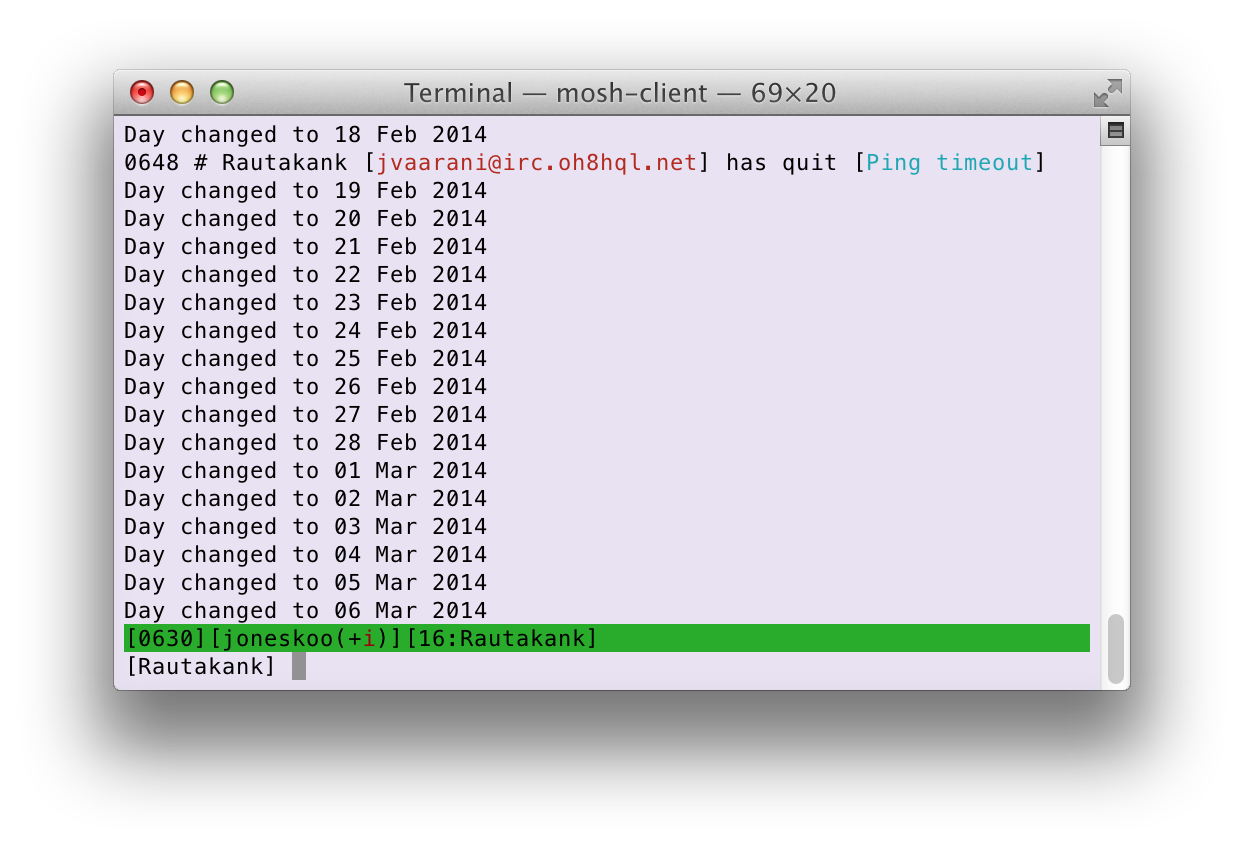 Terminal — mosh-client — 69×20
Day changed to 18 Feb 2014
0648 # Rautakank [jvaarani@irc.oh8hql.net] has quit [Ping timeout]
Day changed to 19 Feb 2014
Day changed to 20 Feb 2014
Day changed to 21 Feb 2014
Day changed to 22 Feb 2014
Day changed to 23 Feb 2014
Day changed to 24 Feb 2014
Day changed to 25 Feb 2014
Day changed to 26 Feb 2014
Day changed to 27 Feb 2014
Day changed to 28 Feb 2014
Day changed to 01 Mar 2014
Day changed to 02 Mar 2014
Day changed to 03 Mar 2014
Day changed to 04 Mar 2014
Day changed to 05 Mar 2014
Day changed to 06 Mar 2014
[0630][joneskoo(+i)][16:Rautakank]
[Rautakank]